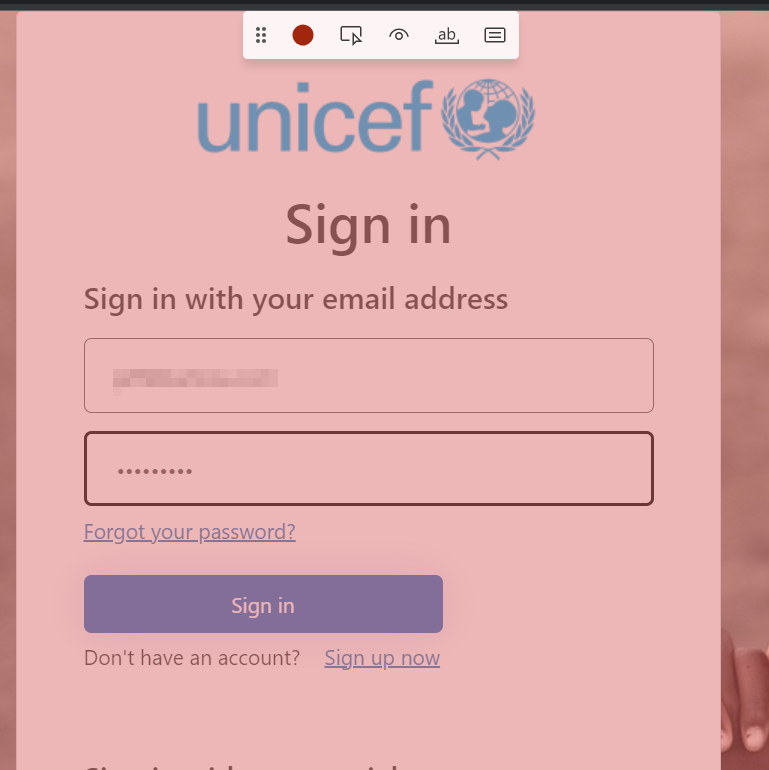 ab
unicef
Sign in
Sign in with your email address
•••••••••
Forgot your password?
Sign in
Don't have an account? Sign up now